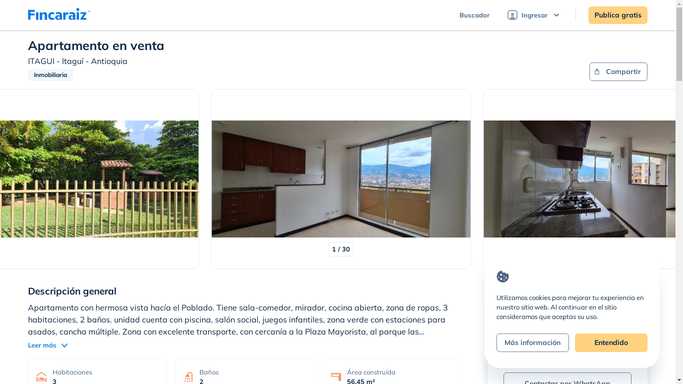 Fincaraiz
Buscador
Ingresar
Publica gratis
Apartamento en venta
ITAGUI - Itaguí - Antioquia
Inmobiliaria
Compartir
1 / 30
Descripción general
Apartamento con hermosa vista hacía el Poblado. Tiene sala-comedor, mirador, cocina abierta, zona de ropas, 3
habitaciones, 2 baños. unidad cuenta con piscina, salón social, juegos infantiles, zona verde con estaciones para
asados, cancha múltiple. Zona con excelente transporte, con cercanía a la Plaza Mayorista, al parque las...
Leer más
Habitaciones
3
Baños
2
Área construida
56.45 m²
Utilizamos cookies para mejorar tu experiencia en
nuestro sitio web. Al continuar en el sitio
consideramos que aceptas su uso.
Más información
Entendido
Contactar por WhatsApp